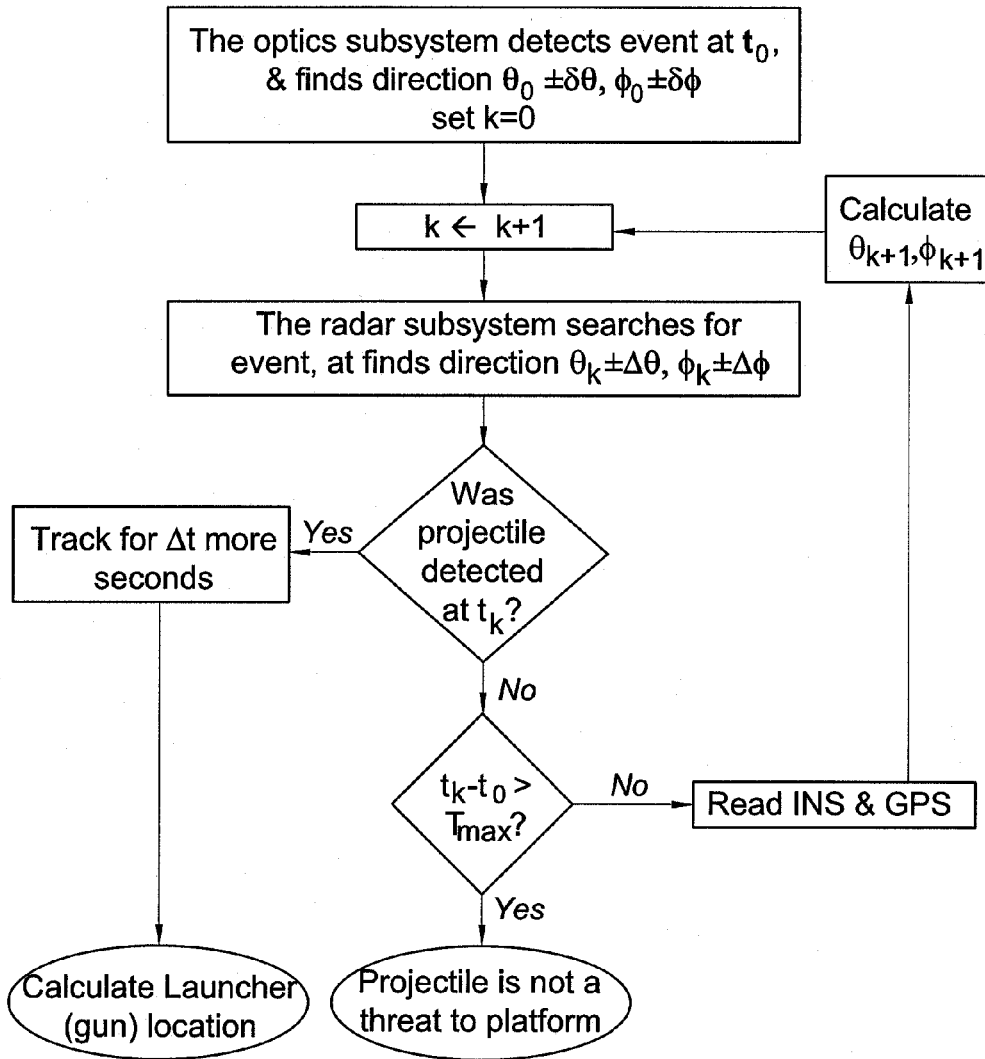 The optics subsystem detects event at t0,
& finds direction θ0 ±δθ, ϕ0±δϕ
set k=0
k ← k+1
Calculate
θk+1,ϕk+1
The radar subsystem searches for
event, at finds direction θk±Δθ, ϕk±Δϕ
Was
projectile
detected
at tk?
Yes
Track for Δt more
seconds
No
tk-t0 >
Tmax?
No
Read INS & GPS
Yes
Calculate Launcher
(gun) location
Projectile is not a
threat to platform